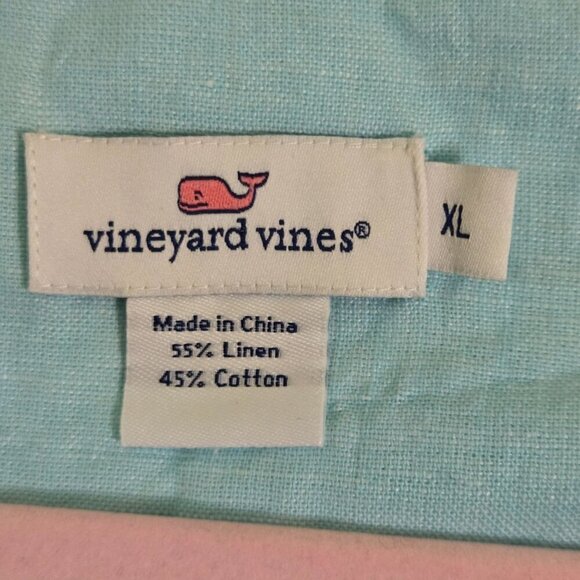 vineyard vines®
XL
Made in China
55% Linen
45% Cotton